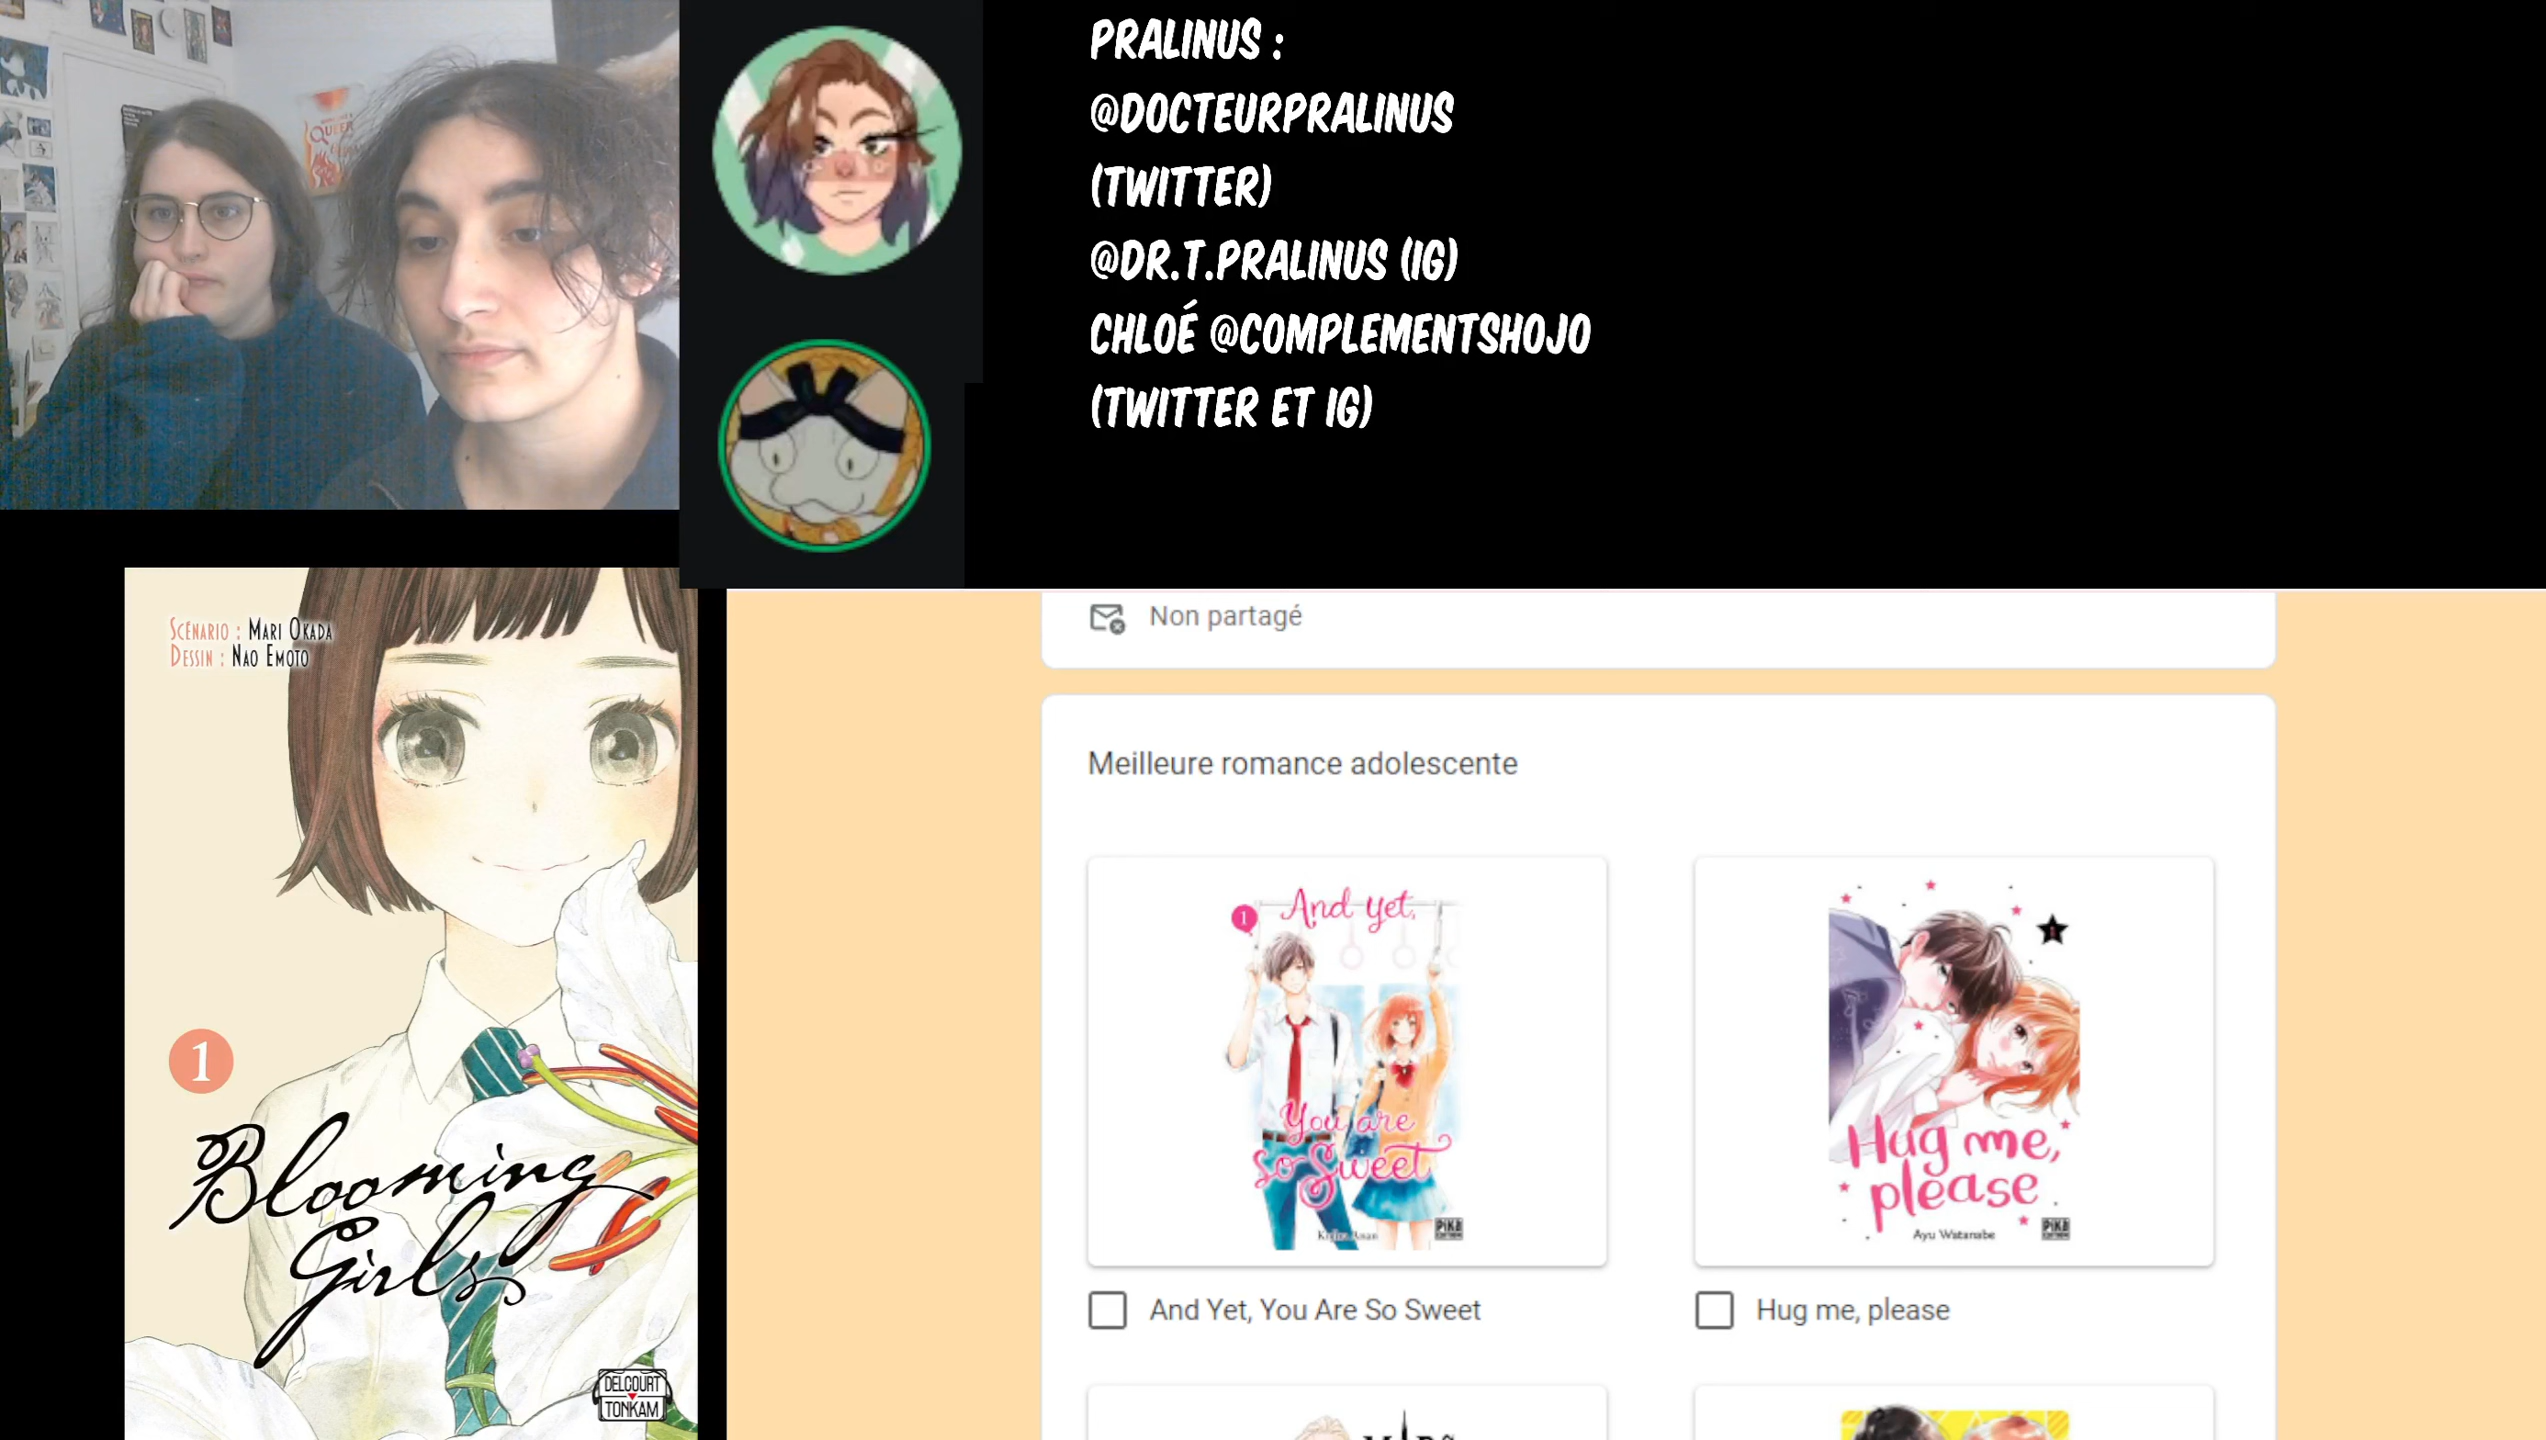 PRALINUS :
@DOCTEURPRALINUS
(TWITTER)
@DR.T.PRALINUS (IG)
CHLOÉ @COMPLEMENTSHOJO
(TWITTER ET IG)
QUEER
SCÉNARIO : MARI OKADA
DESSIN : NAO EMOTO
1
Blooming
Girls
DELCOURT
TONKAM
Non partagé
Meilleure romance adolescente
1
And yet,
You are
so Sweet
PIKA
Hug me,
please
Ayu Watanabe
PIKA
And Yet, You Are So Sweet
Hug me, please